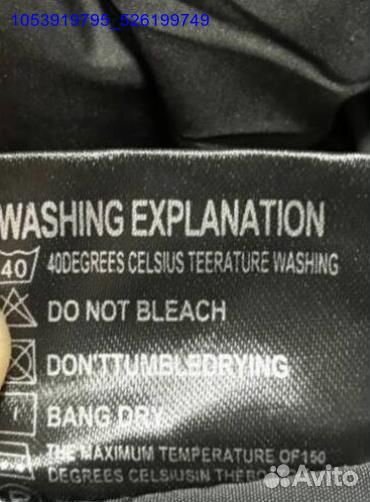 1053919795_526199749
WASHING EXPLANATION
40 40DEGREES CELSIUS TEERATURE WASHING
DO NOT BLEACH
DON'TTUMBLEDRYING
BANG DRY
THE MAXIMUM TEMPERATURE OF150
DEGREES CELSIUSIN
Avito